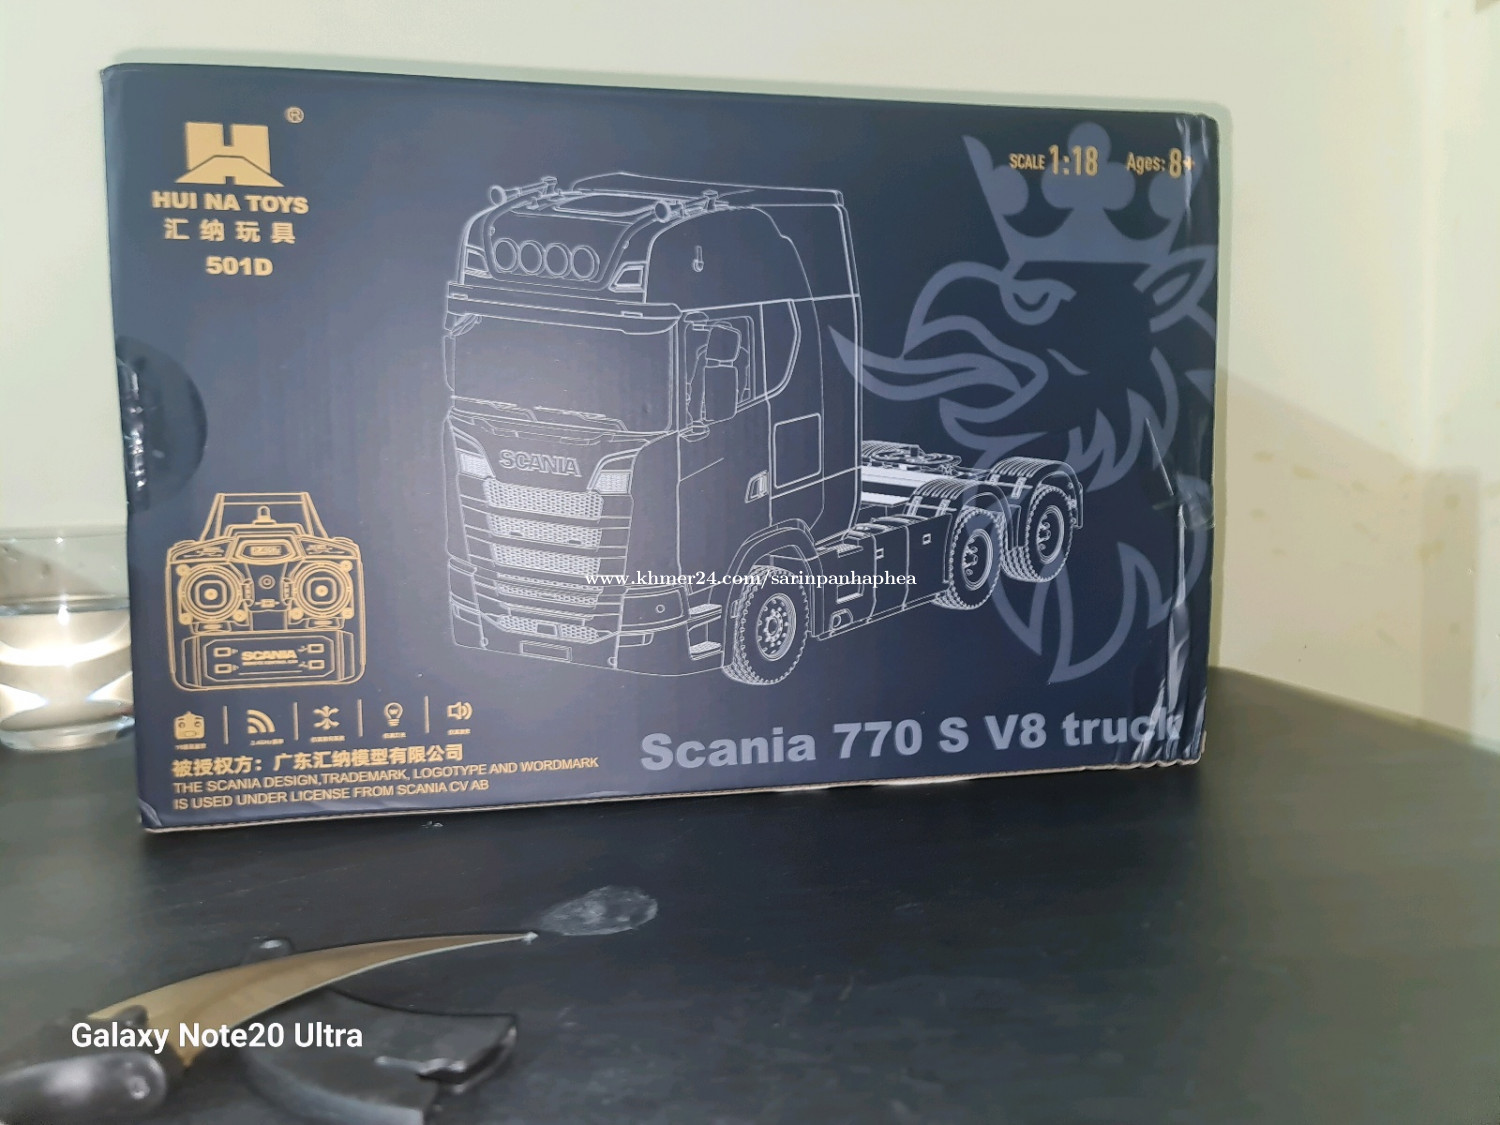 ®
HUI NA TOYS
汇纳玩具
501D
SCALE 1:18 Ages: 8+
SCANIA
www.khmer24.com/sarinpanhaphea
SCANIA
被授权方：广东汇纳模型有限公司
THE SCANIA DESIGN,TRADEMARK, LOGOTYPE AND WORDMARK
IS USED UNDER LICENSE FROM SCANIA CV AB
Scania 770 S V8 truck
Galaxy Note20 Ultra